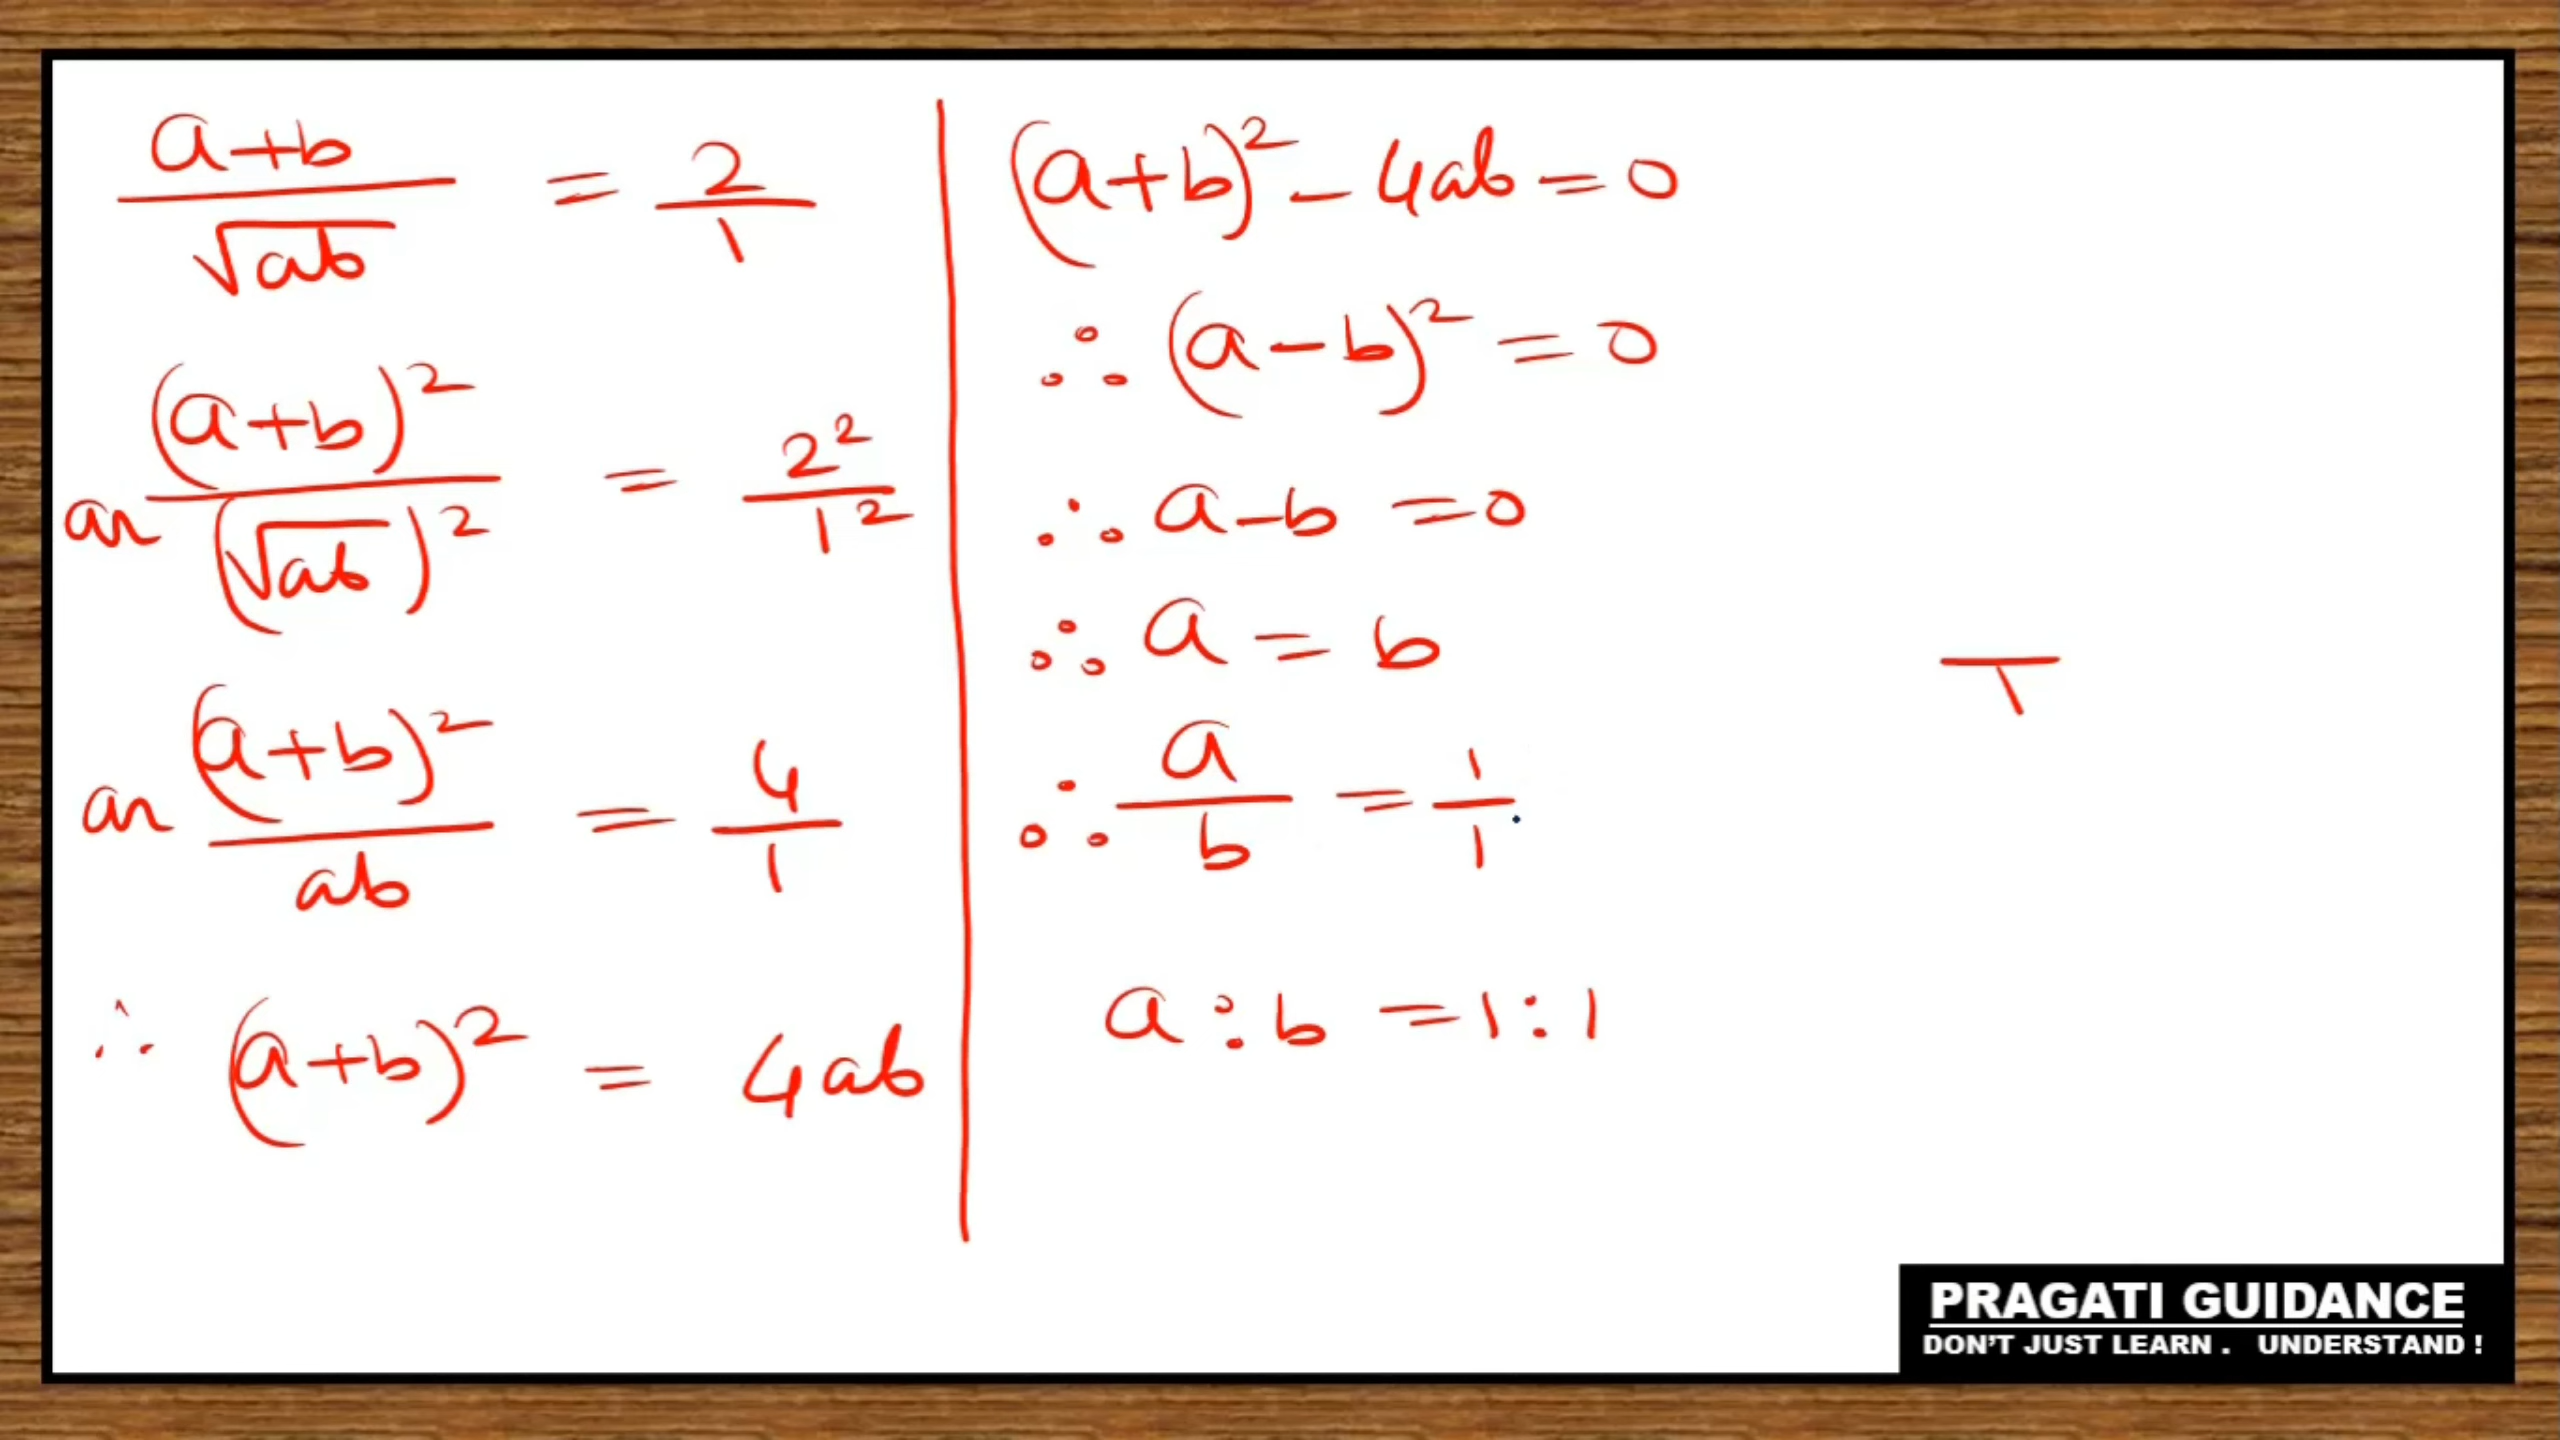 (a+b)/√ab = 2/1
or (a+b)²/(√ab)² = 2²/1²
or (a+b)²/ab = 4/1
∴ (a+b)² = 4ab
(a+b)² - 4ab = 0
∴ (a-b)² = 0
∴ a-b = 0
∴ a = b
∴ a/b = 1/1
a : b = 1 : 1
PRAGATI GUIDANCE
DON'T JUST LEARN . UNDERSTAND !